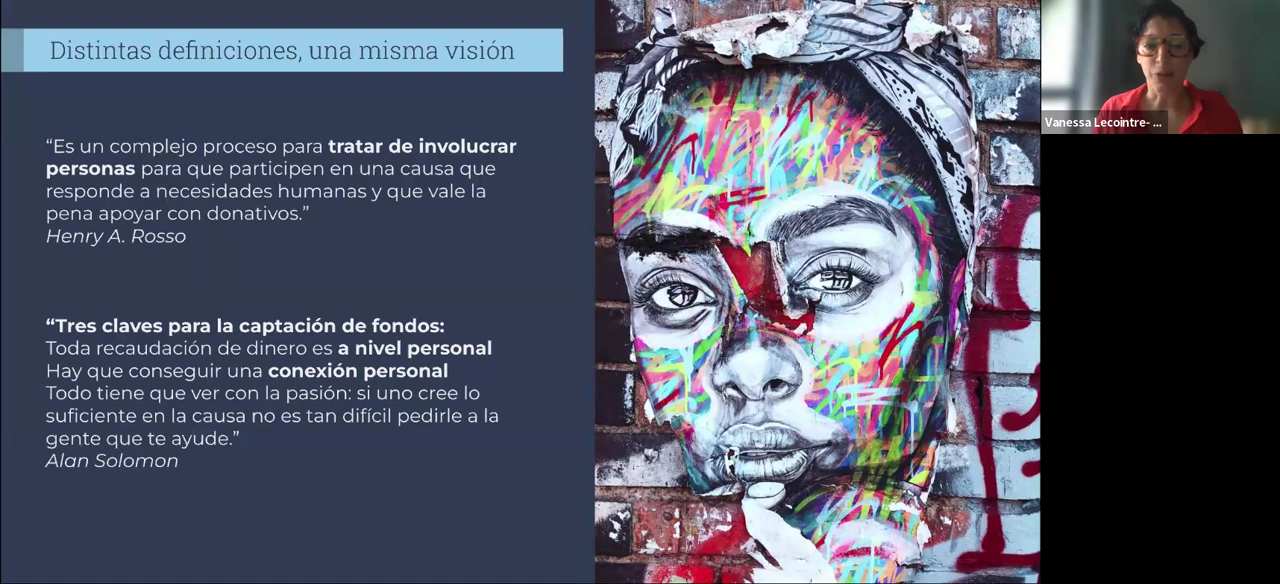 Distintas definiciones, una misma visión
“Es un complejo proceso para tratar de involucrar
personas para que participen en una causa que
responde a necesidades humanas y que vale la
pena apoyar con donativos.”
Henry A. Rosso
“Tres claves para la captación de fondos:
Toda recaudación de dinero es a nivel personal
Hay que conseguir una conexión personal
Todo tiene que ver con la pasión: si uno cree lo
suficiente en la causa no es tan difícil pedirle a la
gente que te ayude.”
Alan Solomon
Vanessa Lecointre- ...